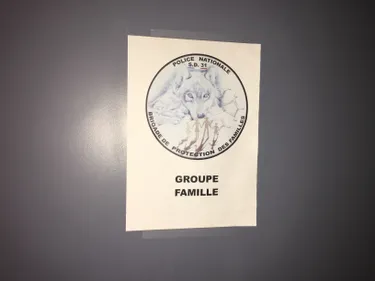 POLICE NATIONALE
S.D. 31
BRIGADE DE PROTECTION DES FAMILLES
GROUPE
FAMILLE